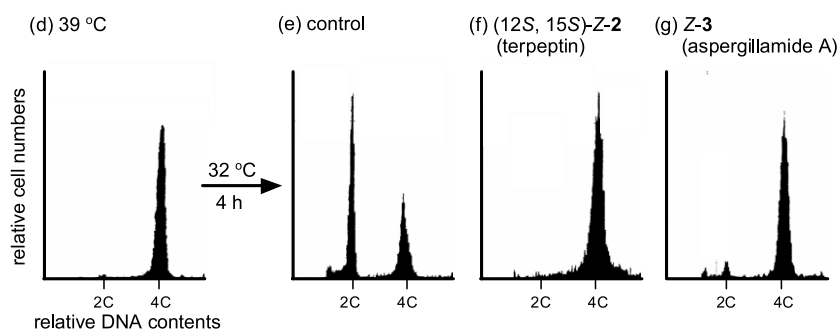 (d) 39 °C
(e) control
(f) (12S, 15S)-Z-2
(terpeptin)
(g) Z-3
(aspergillamide A)
relative cell numbers
32 °C
4 h
2C 4C
2C 4C
2C 4C
2C 4C
relative DNA contents